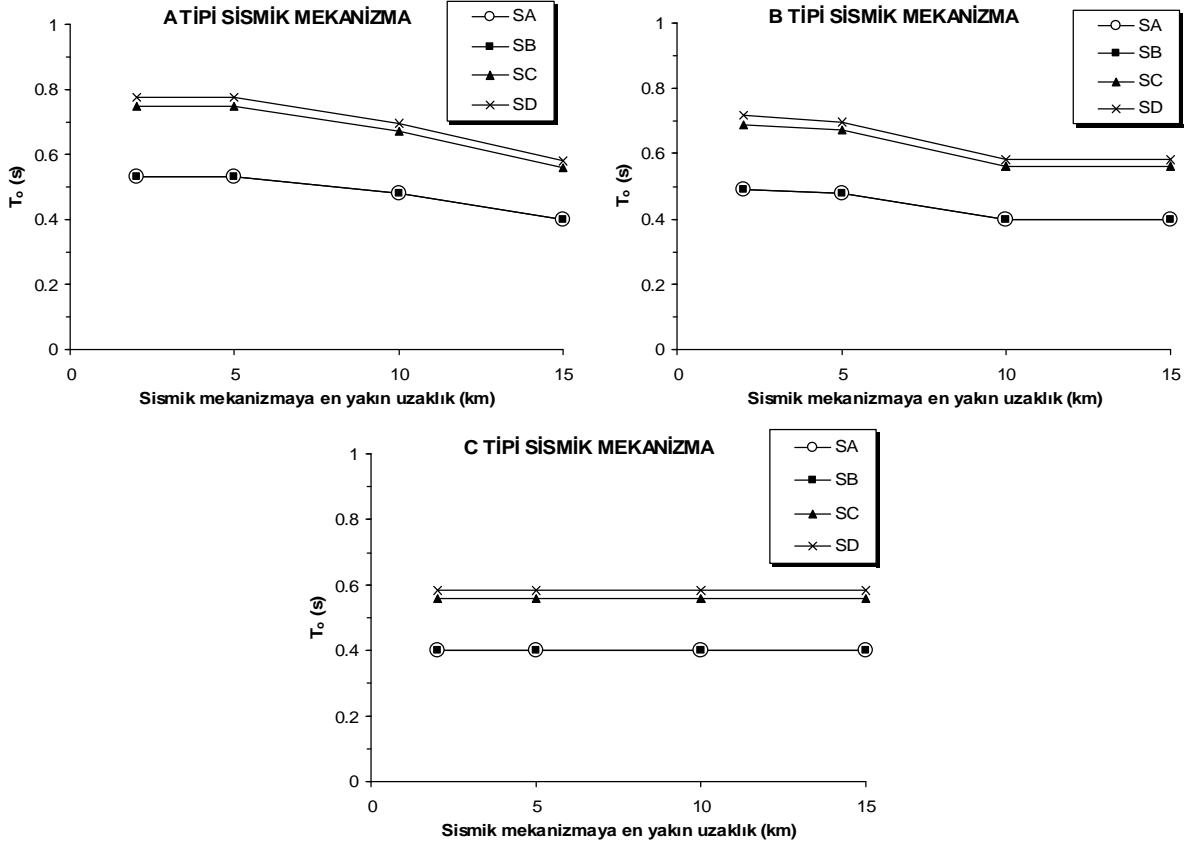 A TİPİ SİSMİK MEKANİZMA
SA
SB
SC
SD
1
0.8
0.6
0.4
0.2
0
Tₒ (s)
0 5 10 15
Sismik mekanizmaya en yakın uzaklık (km)
B TİPİ SİSMİK MEKANİZMA
SA
SB
SC
SD
1
0.8
0.6
0.4
0.2
0
Tₒ (s)
0 5 10 15
Sismik mekanizmaya en yakın uzaklık (km)
C TİPİ SİSMİK MEKANİZMA
SA
SB
SC
SD
1
0.8
0.6
0.4
0.2
0
Tₒ (s)
0 5 10 15
Sismik mekanizmaya en yakın uzaklık (km)